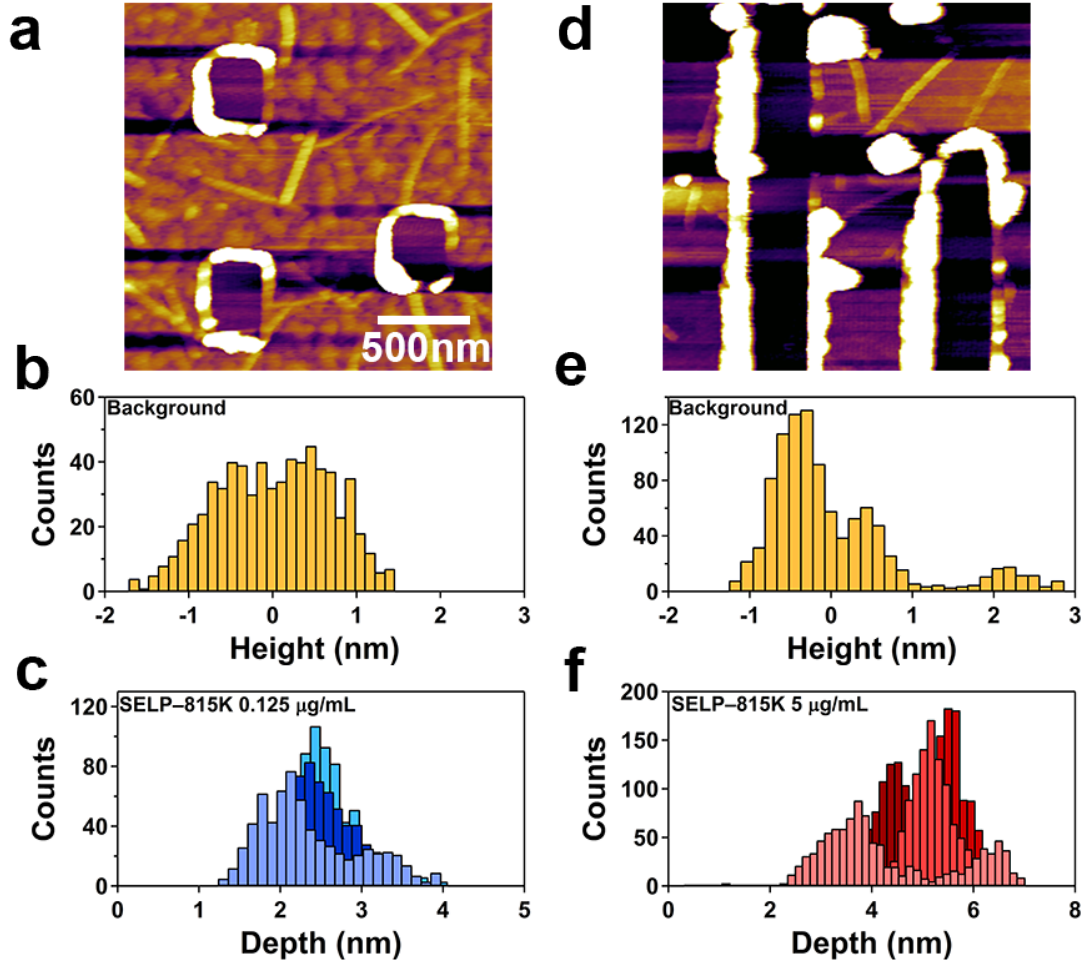 a
500nm
b
60
40
20
0
Counts
Background
-2 -1 0 1 2 3
Height (nm)
c
120
80
40
0
Counts
SELP–815K 0.125 μg/mL
0 1 2 3 4 5
Depth (nm)
d
e
120
80
40
0
Counts
Background
-2 -1 0 1 2 3
Height (nm)
f
200
150
100
50
0
Counts
SELP–815K 5 μg/mL
0 2 4 6 8
Depth (nm)